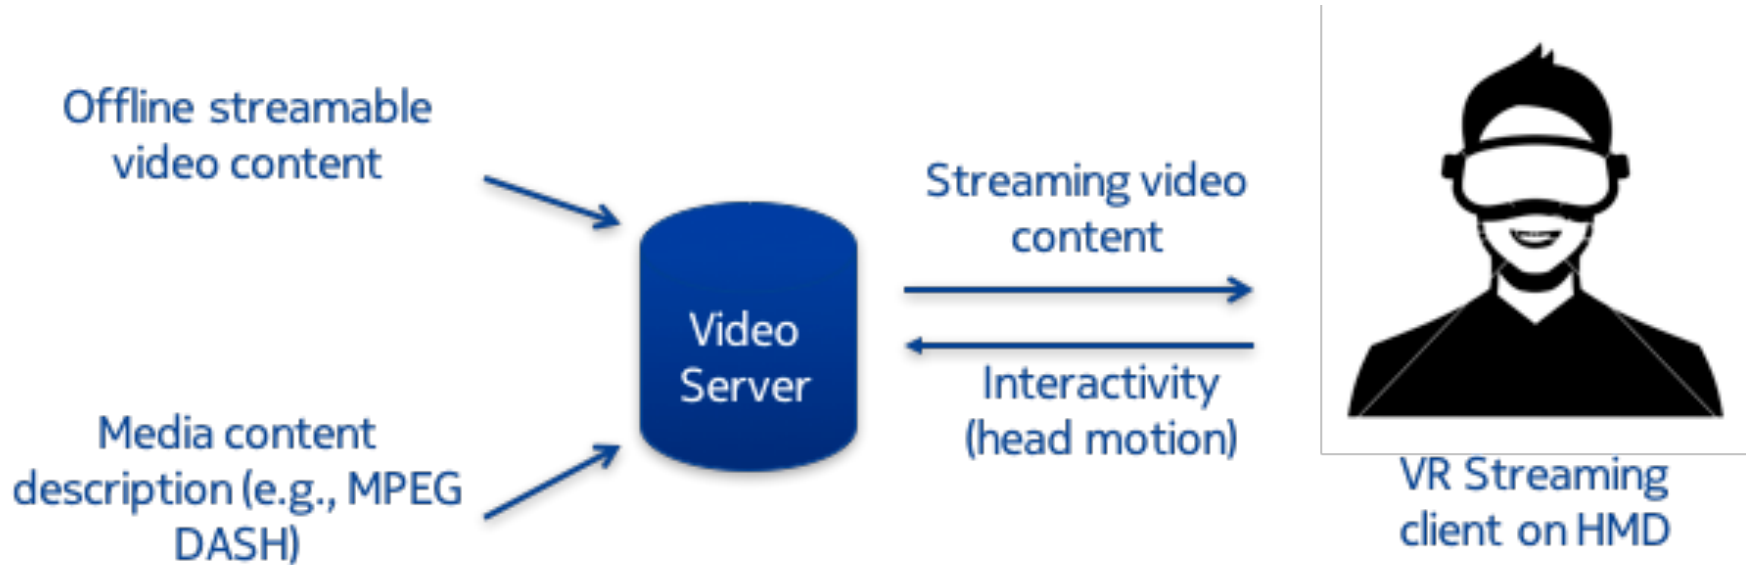 Offline streamable
video content
Media content
description (e.g., MPEG
DASH)
Video
Server
Streaming video
content
Interactivity
(head motion)
VR Streaming
client on HMD